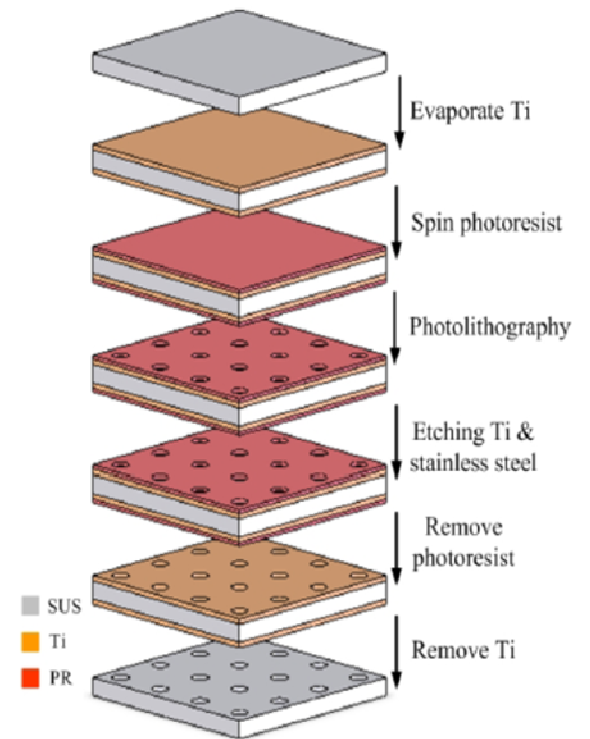 Evaporate Ti
Spin photoresist
Photolithography
Etching Ti &
stainless steel
Remove
photoresist
SUS
Ti
PR
Remove Ti